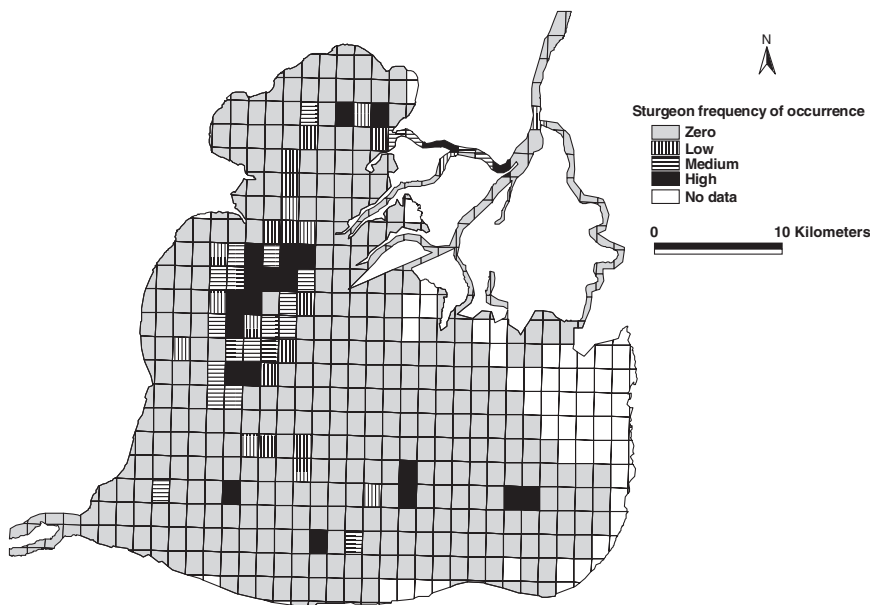 N
Sturgeon frequency of occurrence
Zero
Low
Medium
High
No data
0 10 Kilometers